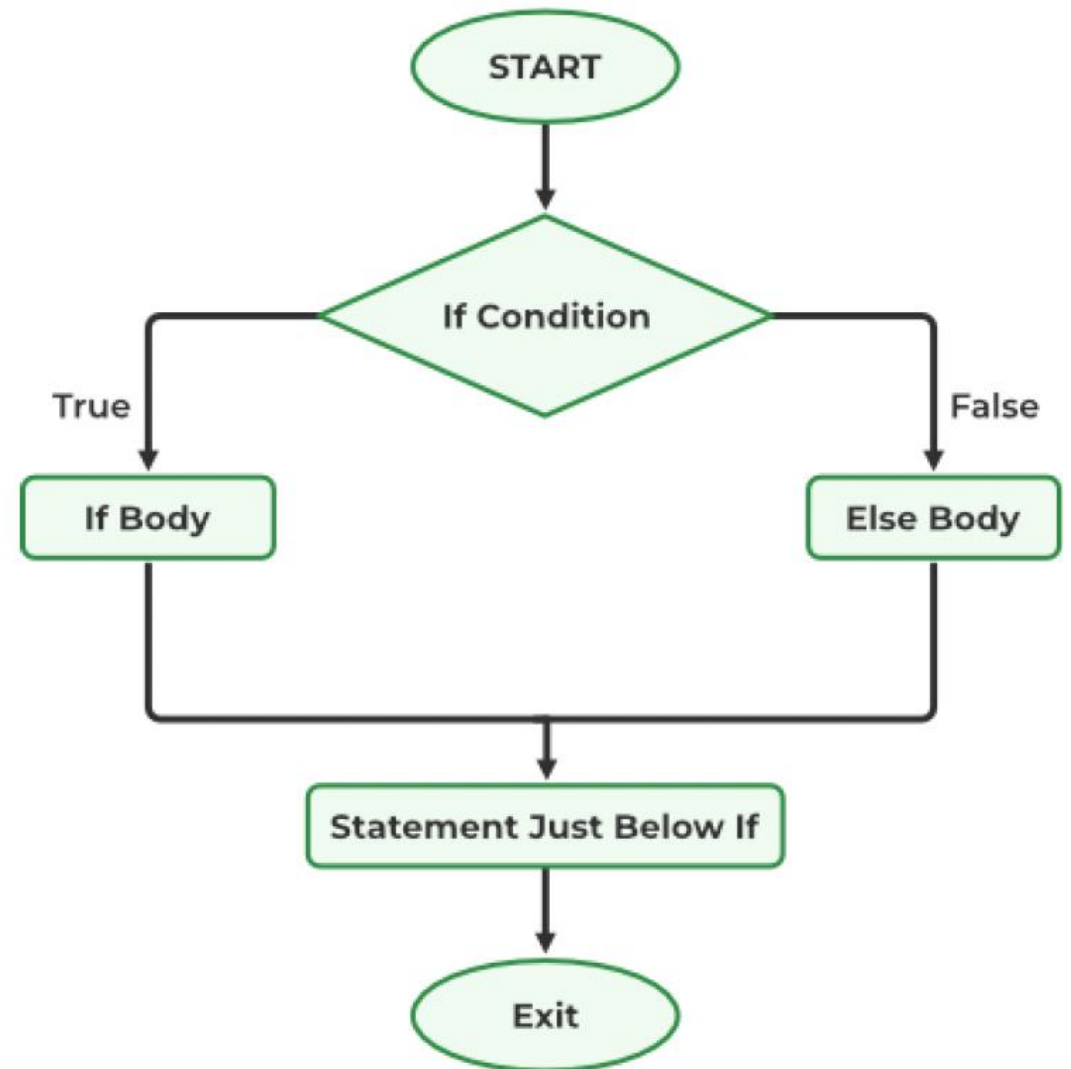 START
If Condition
True
False
If Body
Else Body
Statement Just Below If
Exit